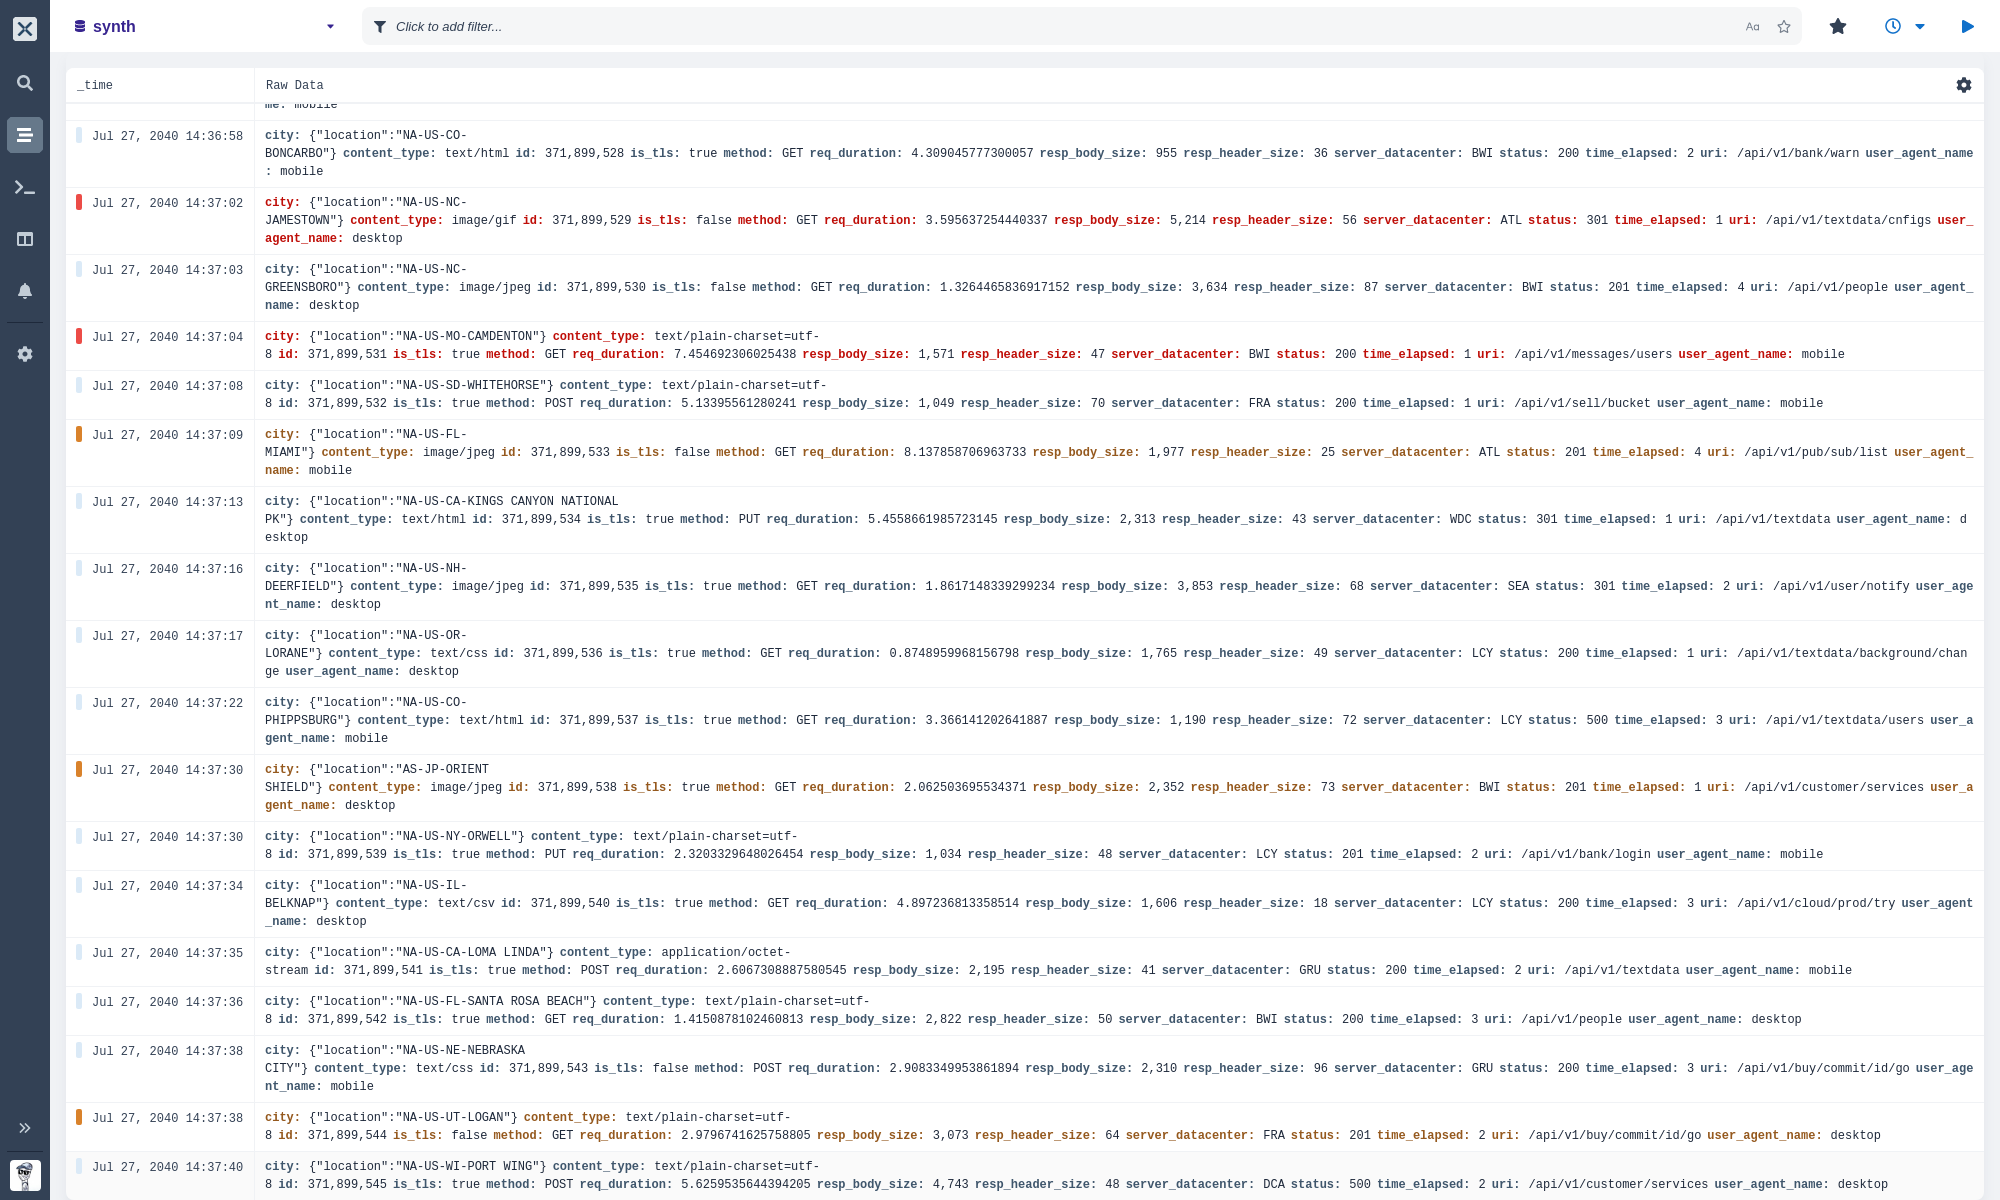 synth
Click to add filter...
Aa
_time
Raw Data
me: mobile
Jul 27, 2040 14:36:58
city: {"location":"NA-US-CO-
BONCARBO"} content_type: text/html id: 371,899,528 is_tls: true method: GET req_duration: 4.309045777300057 resp_body_size: 955 resp_header_size: 36 server_datacenter: BWI status: 200 time_elapsed: 2 uri: /api/v1/bank/warn user_agent_name
: mobile
Jul 27, 2040 14:37:02
city: {"location":"NA-US-NC-
JAMESTOWN"} content_type: image/gif id: 371,899,529 is_tls: false method: GET req_duration: 3.595637254440337 resp_body_size: 5,214 resp_header_size: 56 server_datacenter: ATL status: 301 time_elapsed: 1 uri: /api/v1/textdata/cnfigs user_
agent_name: desktop
Jul 27, 2040 14:37:03
city: {"location":"NA-US-NC-
GREENSBORO"} content_type: image/jpeg id: 371,899,530 is_tls: false method: GET req_duration: 1.3264465836917152 resp_body_size: 3,634 resp_header_size: 87 server_datacenter: BWI status: 201 time_elapsed: 4 uri: /api/v1/people user_agent_
name: desktop
Jul 27, 2040 14:37:04
city: {"location":"NA-US-MO-CAMDENTON"} content_type: text/plain-charset=utf-
8 id: 371,899,531 is_tls: true method: GET req_duration: 7.454692306025438 resp_body_size: 1,571 resp_header_size: 47 server_datacenter: BWI status: 200 time_elapsed: 1 uri: /api/v1/messages/users user_agent_name: mobile
Jul 27, 2040 14:37:08
city: {"location":"NA-US-SD-WHITEHORSE"} content_type: text/plain-charset=utf-
8 id: 371,899,532 is_tls: true method: POST req_duration: 5.13395561280241 resp_body_size: 1,049 resp_header_size: 70 server_datacenter: FRA status: 200 time_elapsed: 1 uri: /api/v1/sell/bucket user_agent_name: mobile
Jul 27, 2040 14:37:09
city: {"location":"NA-US-FL-
MIAMI"} content_type: image/jpeg id: 371,899,533 is_tls: false method: GET req_duration: 8.137858706963733 resp_body_size: 1,977 resp_header_size: 25 server_datacenter: ATL status: 201 time_elapsed: 4 uri: /api/v1/pub/sub/list user_agent_
name: mobile
Jul 27, 2040 14:37:13
city: {"location":"NA-US-CA-KINGS CANYON NATIONAL
PK"} content_type: text/html id: 371,899,534 is_tls: true method: PUT req_duration: 5.4558661985723145 resp_body_size: 2,313 resp_header_size: 43 server_datacenter: WDC status: 301 time_elapsed: 1 uri: /api/v1/textdata user_agent_name: d
esktop
Jul 27, 2040 14:37:16
city: {"location":"NA-US-NH-
DEERFIELD"} content_type: image/jpeg id: 371,899,535 is_tls: true method: GET req_duration: 1.8617148339299234 resp_body_size: 3,853 resp_header_size: 68 server_datacenter: SEA status: 301 time_elapsed: 2 uri: /api/v1/user/notify user_age
nt_name: desktop
Jul 27, 2040 14:37:17
city: {"location":"NA-US-OR-
LORANE"} content_type: text/css id: 371,899,536 is_tls: true method: GET req_duration: 0.8748959968156798 resp_body_size: 1,765 resp_header_size: 49 server_datacenter: LCY status: 200 time_elapsed: 1 uri: /api/v1/textdata/background/chan
ge user_agent_name: desktop
Jul 27, 2040 14:37:22
city: {"location":"NA-US-CO-
PHIPPSBURG"} content_type: text/html id: 371,899,537 is_tls: true method: GET req_duration: 3.366141202641887 resp_body_size: 1,190 resp_header_size: 72 server_datacenter: LCY status: 500 time_elapsed: 3 uri: /api/v1/textdata/users user_a
gent_name: mobile
Jul 27, 2040 14:37:30
city: {"location":"AS-JP-ORIENT
SHIELD"} content_type: image/jpeg id: 371,899,538 is_tls: true method: GET req_duration: 2.062503695534371 resp_body_size: 2,352 resp_header_size: 73 server_datacenter: BWI status: 201 time_elapsed: 1 uri: /api/v1/customer/services user_a
gent_name: desktop
Jul 27, 2040 14:37:30
city: {"location":"NA-US-NY-ORWELL"} content_type: text/plain-charset=utf-
8 id: 371,899,539 is_tls: true method: PUT req_duration: 2.3203329648026454 resp_body_size: 1,034 resp_header_size: 48 server_datacenter: LCY status: 201 time_elapsed: 2 uri: /api/v1/bank/login user_agent_name: mobile
Jul 27, 2040 14:37:34
city: {"location":"NA-US-IL-
BELKNAP"} content_type: text/csv id: 371,899,540 is_tls: true method: GET req_duration: 4.897236813358514 resp_body_size: 1,606 resp_header_size: 18 server_datacenter: LCY status: 200 time_elapsed: 3 uri: /api/v1/cloud/prod/try user_agent
_name: desktop
Jul 27, 2040 14:37:35
city: {"location":"NA-US-CA-LOMA LINDA"} content_type: application/octet-
stream id: 371,899,541 is_tls: true method: POST req_duration: 2.6067308887580545 resp_body_size: 2,195 resp_header_size: 41 server_datacenter: GRU status: 200 time_elapsed: 2 uri: /api/v1/textdata user_agent_name: mobile
Jul 27, 2040 14:37:36
city: {"location":"NA-US-FL-SANTA ROSA BEACH"} content_type: text/plain-charset=utf-
8 id: 371,899,542 is_tls: true method: GET req_duration: 1.4150878102460813 resp_body_size: 2,822 resp_header_size: 50 server_datacenter: BWI status: 200 time_elapsed: 3 uri: /api/v1/people user_agent_name: desktop
Jul 27, 2040 14:37:38
city: {"location":"NA-US-NE-NEBRASKA
CITY"} content_type: text/css id: 371,899,543 is_tls: false method: POST req_duration: 2.9083349953861894 resp_body_size: 2,310 resp_header_size: 96 server_datacenter: GRU status: 200 time_elapsed: 3 uri: /api/v1/buy/commit/id/go user_age
nt_name: mobile
Jul 27, 2040 14:37:38
city: {"location":"NA-US-UT-LOGAN"} content_type: text/plain-charset=utf-
8 id: 371,899,544 is_tls: false method: GET req_duration: 2.9796741625758805 resp_body_size: 3,073 resp_header_size: 64 server_datacenter: FRA status: 201 time_elapsed: 2 uri: /api/v1/buy/commit/id/go user_agent_name: desktop
Jul 27, 2040 14:37:40
city: {"location":"NA-US-WI-PORT WING"} content_type: text/plain-charset=utf-
8 id: 371,899,545 is_tls: true method: POST req_duration: 5.6259535644394205 resp_body_size: 4,743 resp_header_size: 48 server_datacenter: DCA status: 500 time_elapsed: 2 uri: /api/v1/customer/services user_agent_name: desktop